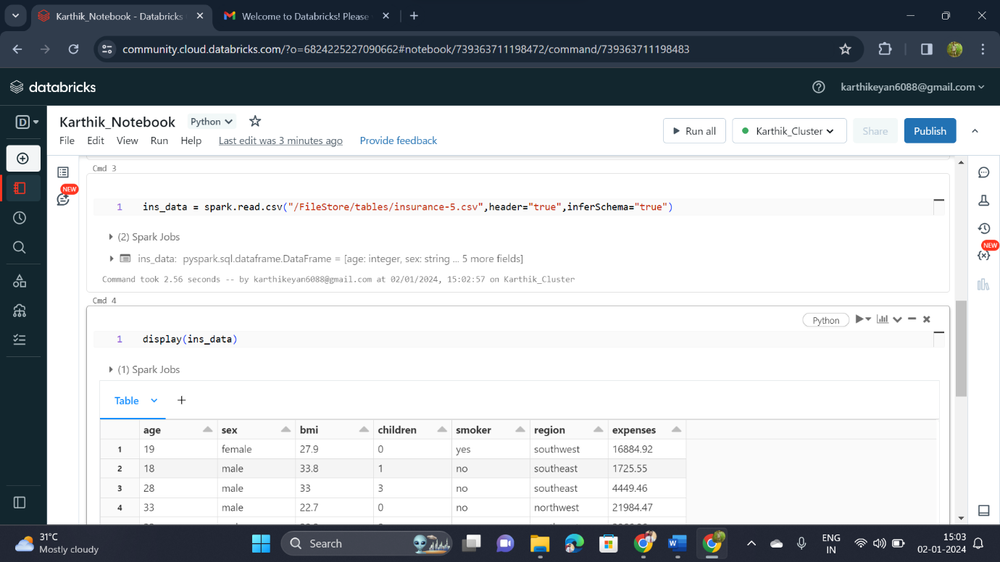 Karthik_Notebook - Databricks
Welcome to Databricks! Please
community.cloud.databricks.com/?o=6824225227090662#notebook/739363711198472/command/739363711198483
databricks
karthikeyan6088@gmail.com
D
Karthik_Notebook
Python
File Edit View Run Help Last edit was 3 minutes ago Provide feedback
Run all
Karthik_Cluster
Share
Publish
NEW
Cmd 3
1 ins_data = spark.read.csv("/FileStore/tables/insurance-5.csv",header="true",inferSchema="true")
(2) Spark Jobs
ins_data: pyspark.sql.dataframe.DataFrame = [age: integer, sex: string ... 5 more fields]
Command took 2.56 seconds -- by karthikeyan6088@gmail.com at 02/01/2024, 15:02:57 on Karthik_Cluster
NEW
{x}
Cmd 4
Python
1 display(ins_data)
(1) Spark Jobs
Table
age sex bmi children smoker region expenses
1 19 female 27.9 0 yes southwest 16884.92
2 18 male 33.8 1 no southeast 1725.55
3 28 male 33 3 no southeast 4449.46
4 33 male 22.7 0 no northwest 21984.47
31°C
Mostly cloudy
Search
ENG
IN
15:03
02-01-2024